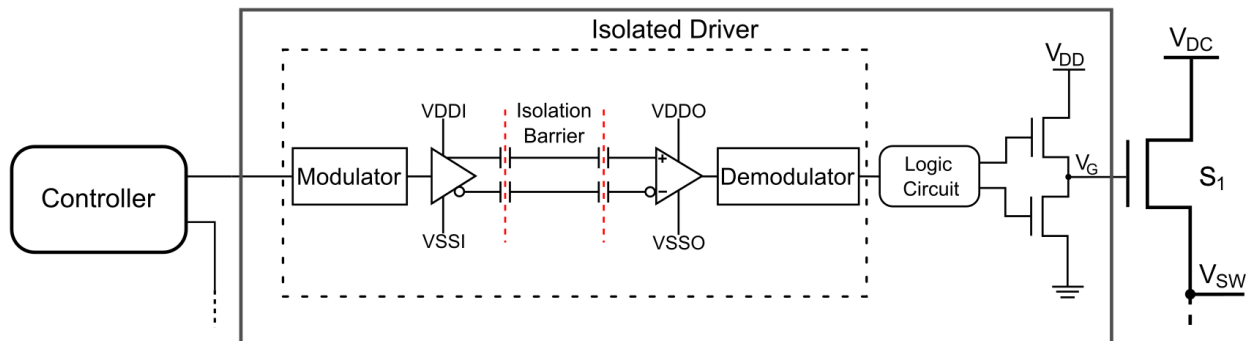 Isolated Driver
V_DC
V_DD
VDDI
Isolation
Barrier
VDDO
Controller
Modulator
+
−
Demodulator
Logic
Circuit
V_G
S_1
VSSI
VSSO
V_SW